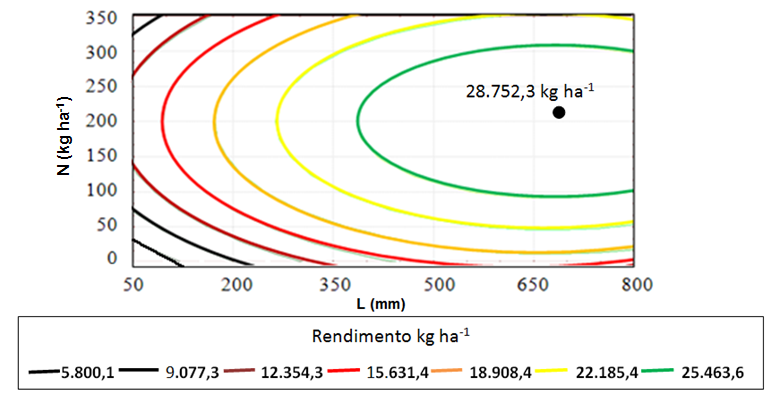 350
300
250
200
150
100
50
0
N (kg ha-1)
28.752,3 kg ha-1
50 200 350 500 650 800
L (mm)
Rendimento kg ha-1
5.800,1 9.077,3 12.354,3 15.631,4 18.908,4 22.185,4 25.463,6